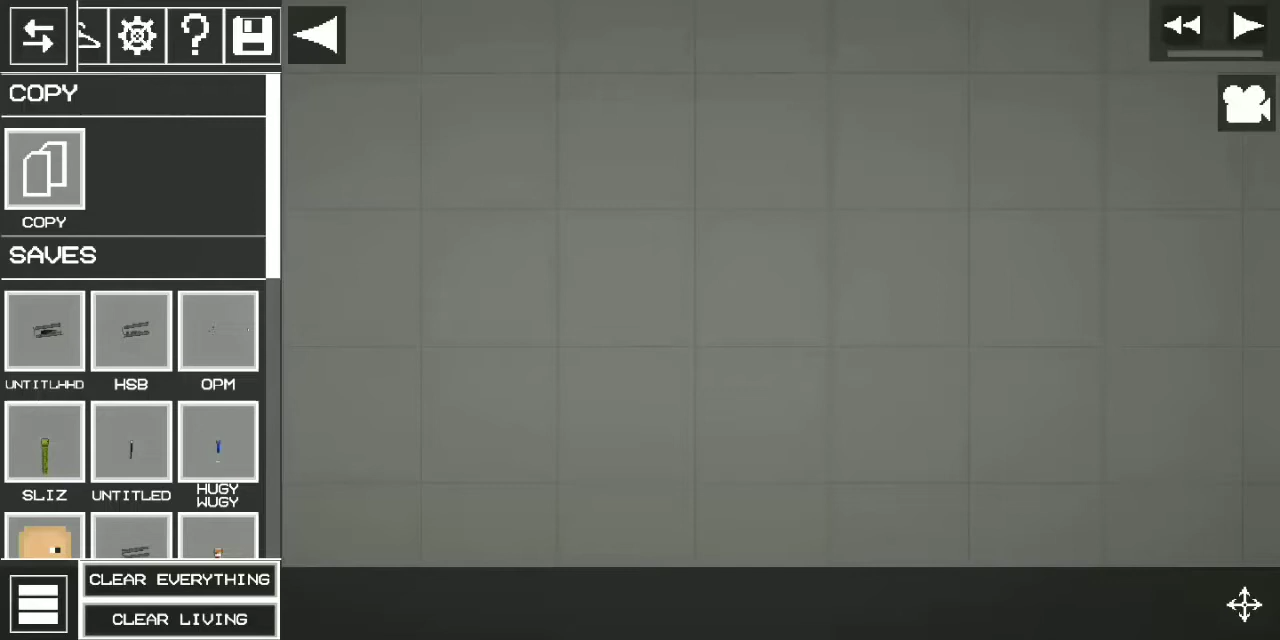 COPY
COPY
SAVES
UNTITLHHD HSB OPM
SLIZ UNTITLED HUGY
WUGY
CLEAR EVERYTHING
CLEAR LIVING